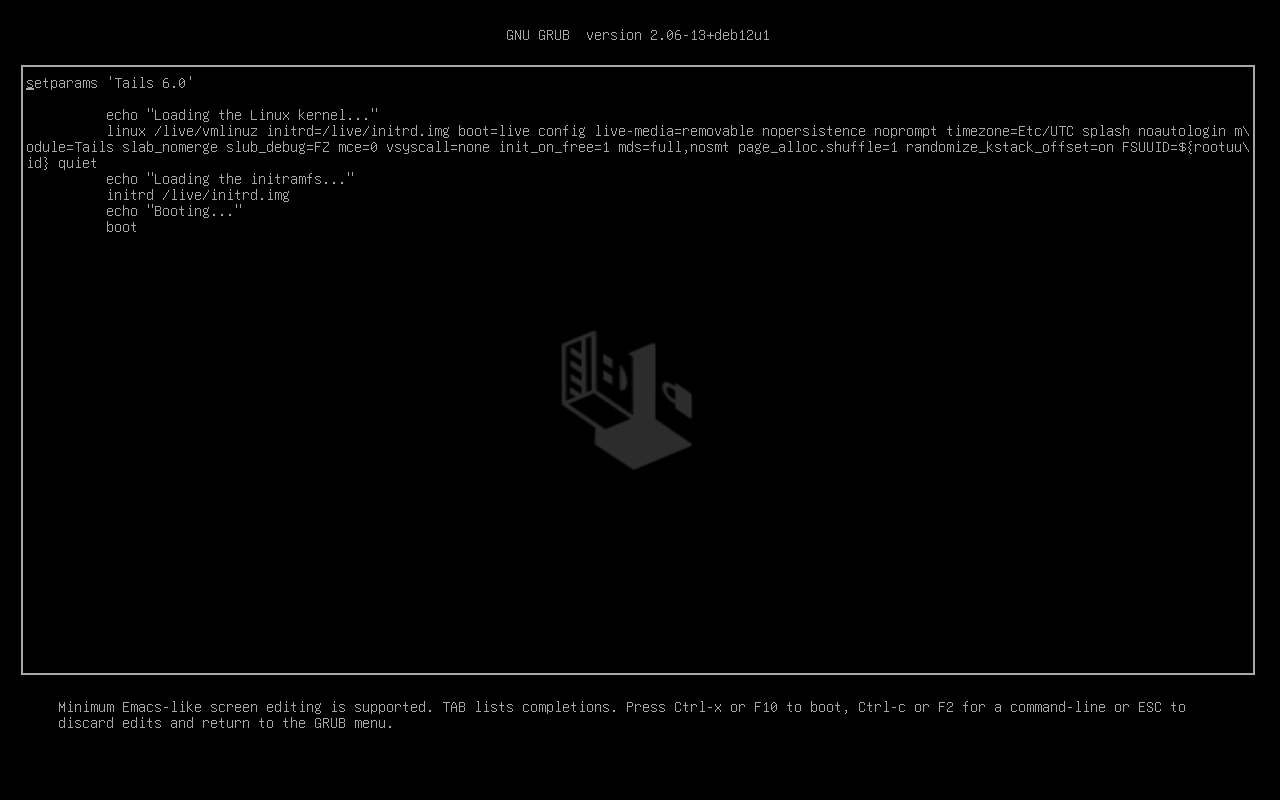 GNU GRUB  version 2.06-13+deb12u1
setparams 'Tails 6.0'
echo "Loading the Linux kernel..."
linux /live/vmlinuz initrd=/live/initrd.img boot=live config live-media=removable nopersistence noprompt timezone=Etc/UTC splash noautologin m\
odule=Tails slab_nomerge slub_debug=FZ mce=0 vsyscall=none init_on_free=1 mds=full,nosmt page_alloc.shuffle=1 randomize_kstack_offset=on FSUUID=${rootuu\
id} quiet
echo "Loading the initramfs..."
initrd /live/initrd.img
echo "Booting..."
boot
Minimum Emacs-like screen editing is supported. TAB lists completions. Press Ctrl-x or F10 to boot, Ctrl-c or F2 for a command-line or ESC to
discard edits and return to the GRUB menu.